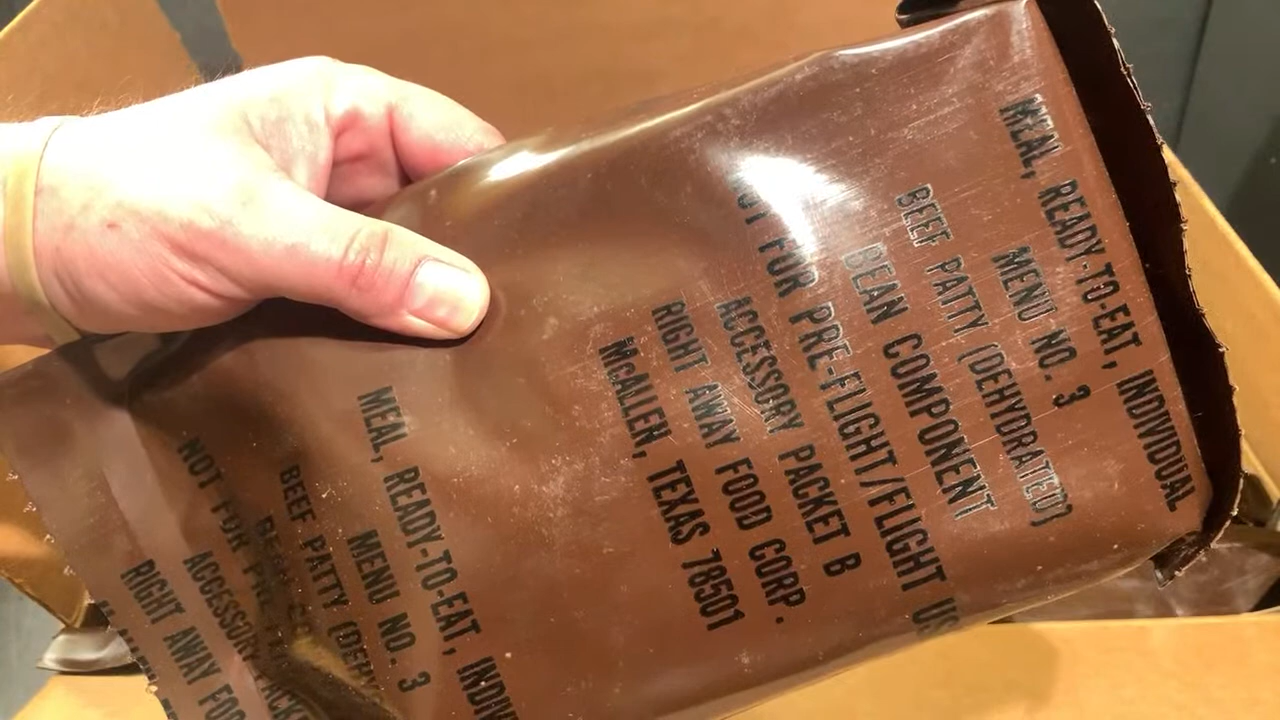 MEAL, READY-TO-EAT, INDIVIDUAL
MENU NO. 3
BEEF PATTY (DEHYDRATED)
BEAN COMPONENT
FOR PRE-FLIGHT/FLIGHT
ACCESSORY PACKET B
RIGHT AWAY FOOD CORP.
McALLEN, TEXAS 78501
MEAL, READY-TO-EAT,
MENU NO. 3
BEEF PATTY
NOT FOR
ACCESSORY
RIGHT AWAY